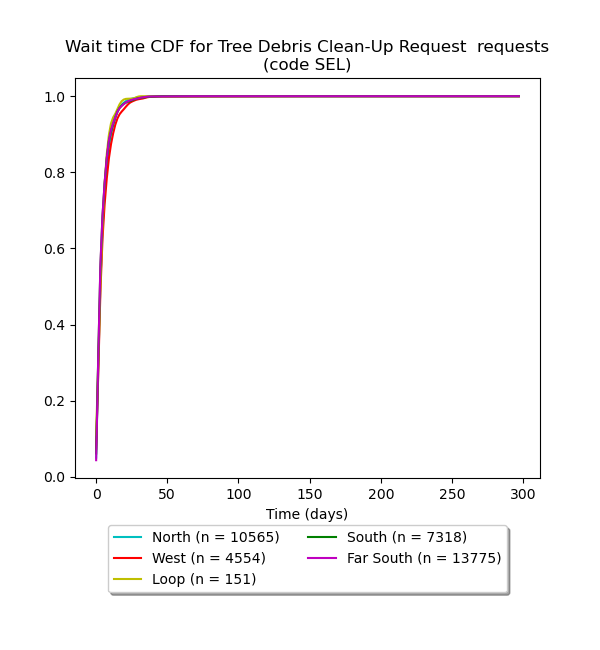 Wait time CDF for Tree Debris Clean-Up Request  requests
(code SEL)
1.0
0.8
0.6
0.4
0.2
0.0
0 50 100 150 200 250 300
Time (days)
North (n = 10565) South (n = 7318)
West (n = 4554) Far South (n = 13775)
Loop (n = 151)